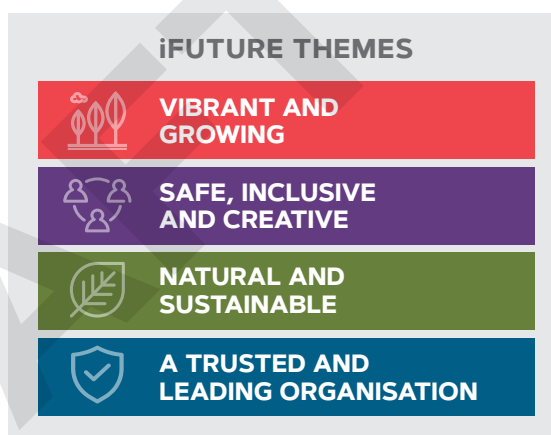 iFUTURE THEMES
VIBRANT AND
GROWING
SAFE, INCLUSIVE
AND CREATIVE
NATURAL AND
SUSTAINABLE
A TRUSTED AND
LEADING ORGANISATION